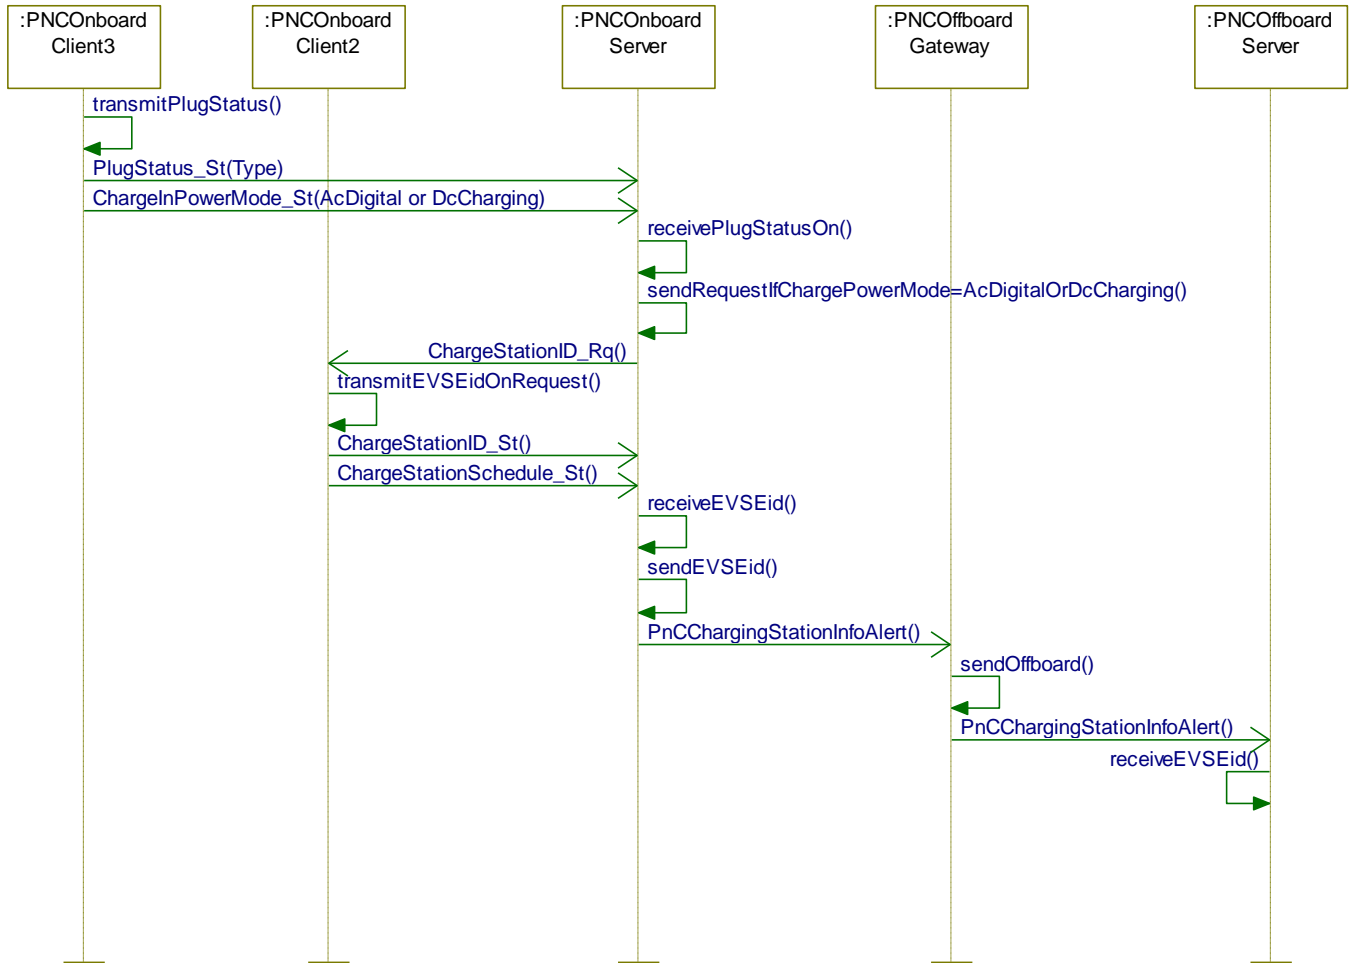 :PNCOnboard
Client3
:PNCOnboard
Client2
:PNCOnboard
Server
:PNCOffboard
Gateway
:PNCOffboard
Server
transmitPlugStatus()
PlugStatus_St(Type)
ChargeInPowerMode_St(AcDigital or DcCharging)
receivePlugStatusOn()
sendRequestIfChargePowerMode=AcDigitalOrDcCharging()
ChargeStationID_Rq()
transmitEVSEidOnRequest()
ChargeStationID_St()
ChargeStationSchedule_St()
receiveEVSEid()
sendEVSEid()
PnCChargingStationInfoAlert()
sendOffboard()
PnCChargingStationInfoAlert()
receiveEVSEid()